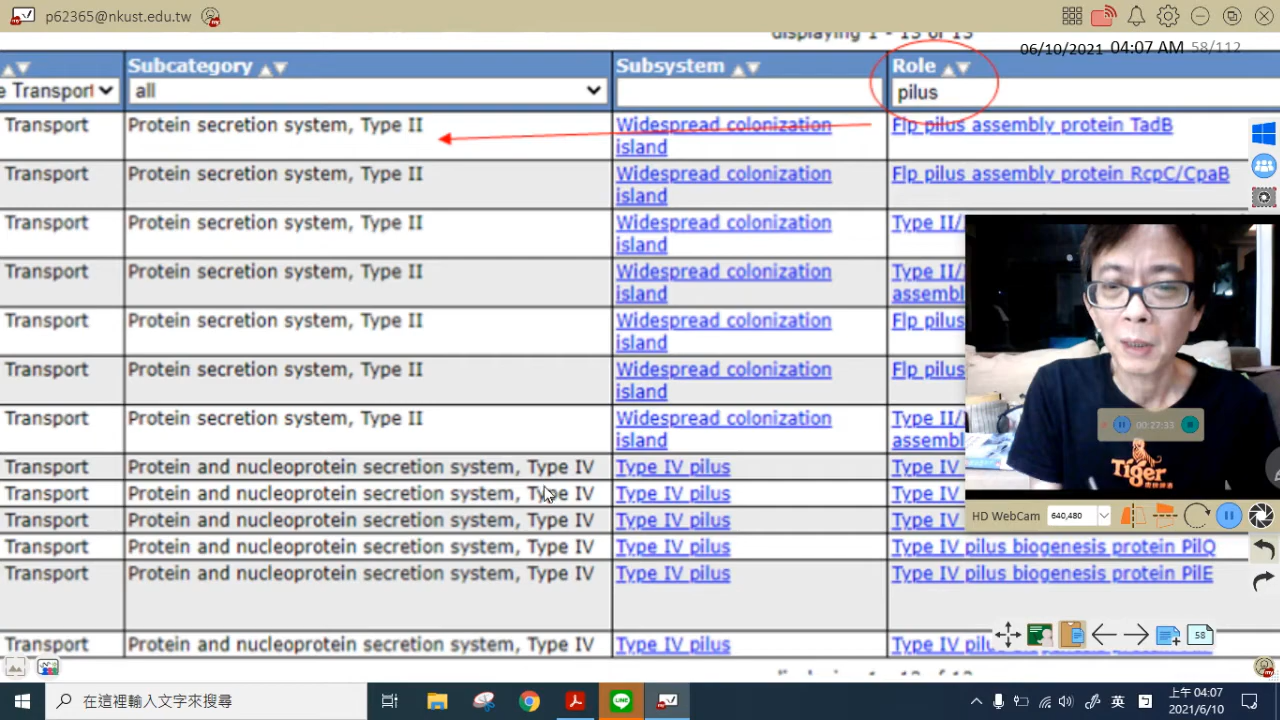 p62365@nkust.edu.tw
displaying 1 - 13 of 13
06/10/2021 04:07 AM 58/112
Subcategory Subsystem Role
e Transport all pilus
Transport Protein secretion system, Type II Widespread colonization island Flp pilus assembly protein TadB
Transport Protein secretion system, Type II Widespread colonization island Flp pilus assembly protein RcpC/CpaB
Transport Protein secretion system, Type II Widespread colonization island Type II/
Transport Protein secretion system, Type II Widespread colonization island Type II/ assembl
Transport Protein secretion system, Type II Widespread colonization island Flp pilus
Transport Protein secretion system, Type II Widespread colonization island Flp pilus
Transport Protein secretion system, Type II Widespread colonization island Type II/ assembl
Transport Protein and nucleoprotein secretion system, Type IV Type IV pilus Type IV
Transport Protein and nucleoprotein secretion system, Type IV Type IV pilus Type IV
Transport Protein and nucleoprotein secretion system, Type IV Type IV pilus Type IV
Transport Protein and nucleoprotein secretion system, Type IV Type IV pilus Type IV pilus biogenesis protein PilQ
Transport Protein and nucleoprotein secretion system, Type IV Type IV pilus Type IV pilus biogenesis protein PilE
Transport Protein and nucleoprotein secretion system, Type IV Type IV pilus Type IV
00:27:33
Tiger
HD WebCam 640,480
58
在這裡輸入文字來搜尋
英
上午 04:07
2021/6/10